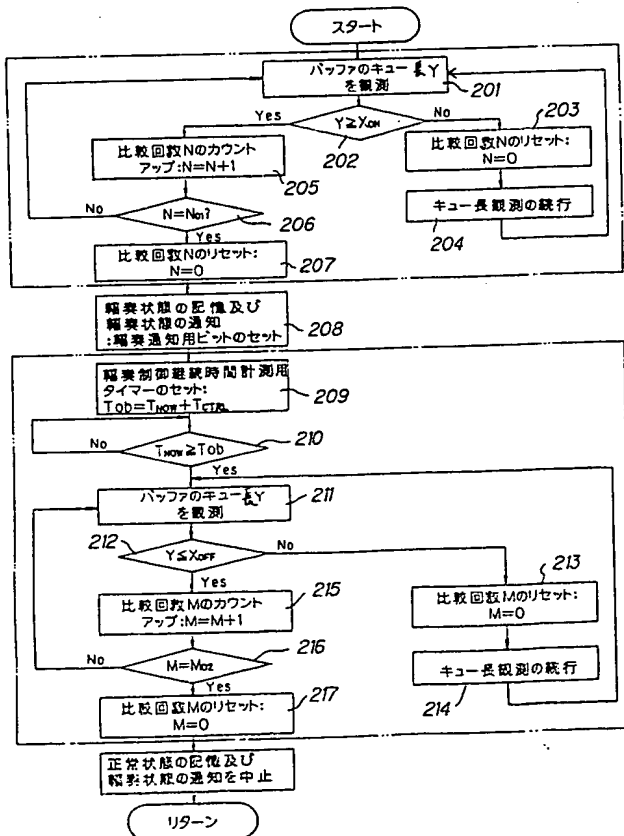 スタート
バッファのキュー長Y
を観測
201
Y≧XON
202
Yes
No
203
比較回数Nのリセット:
N=0
比較回数Nのカウント
アップ:N=N+1
205
キュー長観測の続行
204
N=N01?
206
No
Yes
比較回数Nのリセット:
N=0
207
輻輳状態の記憶及び
輻輳状態の通知
:輻輳通知用ビットのセット
208
輻輳制御継続時間計測用
タイマーのセット:
Tob=TNOW+TCTRL
209
TNOW≧Tob
210
No
Yes
バッファのキュー長Y
を観測
211
212
Y≦XOFF
No
Yes
213
比較回数Mのリセット:
M=0
比較回数Mのカウント
アップ:M=M+1
215
キュー長観測の続行
214
M=M02
216
No
Yes
比較回数Mのリセット:
M=0
217
正常状態の記憶及び
輻輳状態の通知を中止
リターン